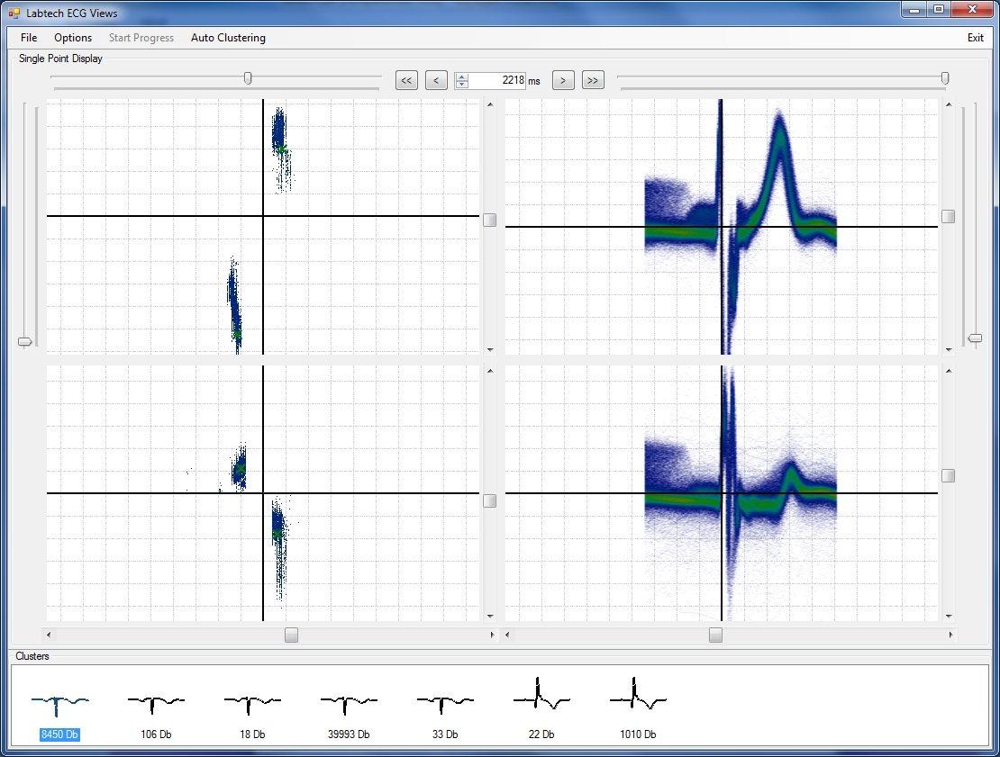 Labtech ECG Views
File Options Start Progress Auto Clustering Exit
Single Point Display
<< < 2218 ms > >>
Clusters
8450 Db 106 Db 18 Db 39993 Db 33 Db 22 Db 1010 Db